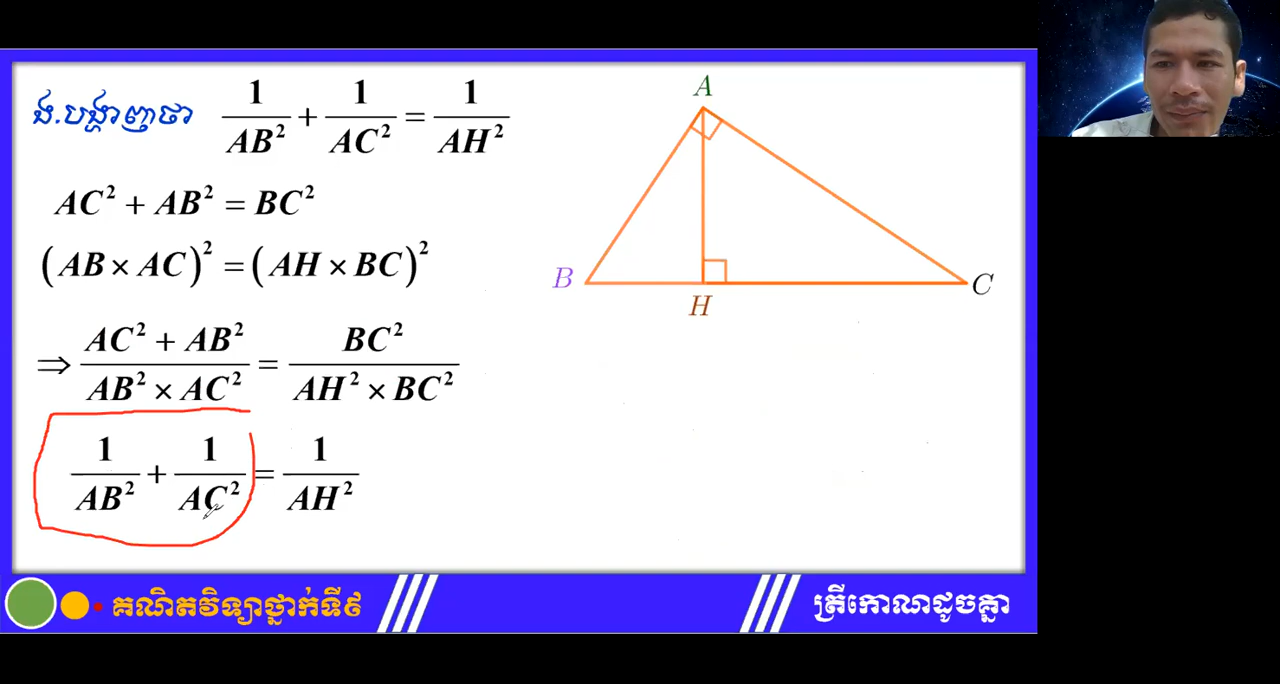 ង.បង្ហាញថា 1/AB² + 1/AC² = 1/AH²
AC² + AB² = BC²
(AB × AC)² = (AH × BC)²
⇒ (AC² + AB²)/(AB² × AC²) = BC²/(AH² × BC²)
1/AB² + 1/AC² = 1/AH²
A
B
H
C
គណិតវិទ្យាថ្នាក់ទី៩
ត្រីកោណដូចគ្នា